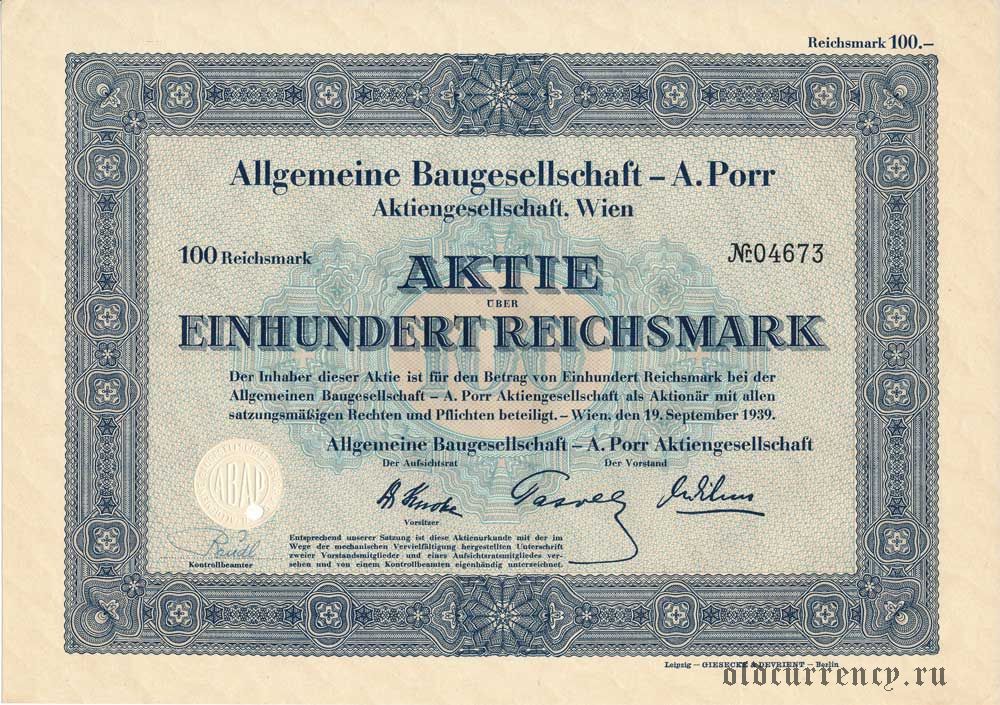 Reichsmark 100.–
Allgemeine Baugesellschaft – A. Porr
Aktiengesellschaft, Wien
100 Reichsmark
№ 04673
AKTIE
ÜBER
EINHUNDERT REICHSMARK
Der Inhaber dieser Aktie ist für den Betrag von Einhundert Reichsmark bei der
Allgemeinen Baugesellschaft – A. Porr Aktiengesellschaft als Aktionär mit allen
satzungsmäßigen Rechten und Pflichten beteiligt. – Wien, den 19. September 1939.
Allgemeine Baugesellschaft – A. Porr Aktiengesellschaft
Der Aufsichtsrat
Der Vorstand
ABAP
Vorsitzer
Kontrollbeamter
Entsprechend unserer Satzung ist diese Aktienurkunde mit der im
Wege der mechanischen Vervielfältigung hergestellten Unterschrift
zweier Vorstandsmitglieder und eines Aufsichtsratsmitgliedes ver-
sehen und von einem Kontrollbeamten eigenhändig unterzeichnet.
Leipzig – GIESECKE & DEVRIENT – Berlin
oldcurrency.ru